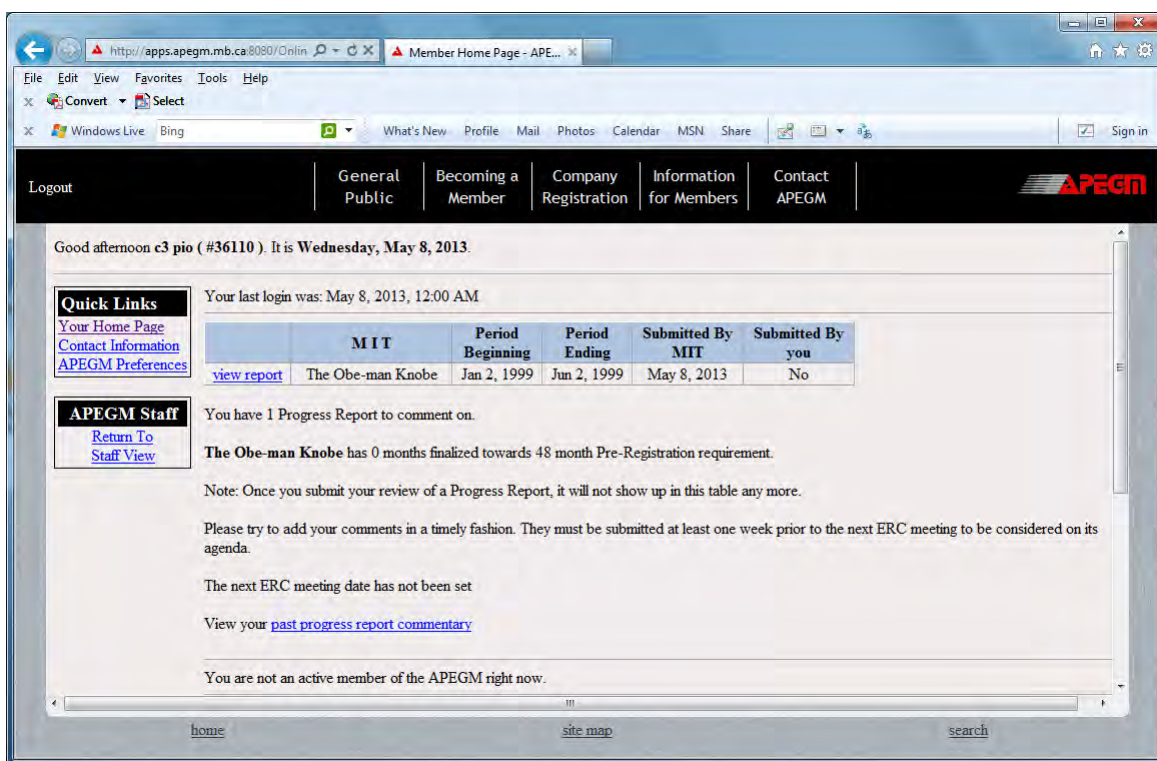 http://apps.apegm.mb.ca:8080/Onlin
Member Home Page - APE...
File Edit View Favorites Tools Help
Convert Select
Windows Live Bing What's New Profile Mail Photos Calendar MSN Share Sign in
Logout
General Public
Becoming a Member
Company Registration
Information for Members
Contact APEGM
APEGM
Good afternoon c3 pio ( #36110 ). It is Wednesday, May 8, 2013.
Quick Links
Your Home Page
Contact Information
APEGM Preferences
APEGM Staff
Return To
Staff View
Your last login was: May 8, 2013, 12:00 AM
MIT Period Beginning Period Ending Submitted By MIT Submitted By you
view report The Obe-man Knobe Jan 2, 1999 Jun 2, 1999 May 8, 2013 No
You have 1 Progress Report to comment on.
The Obe-man Knobe has 0 months finalized towards 48 month Pre-Registration requirement.
Note: Once you submit your review of a Progress Report, it will not show up in this table any more.
Please try to add your comments in a timely fashion. They must be submitted at least one week prior to the next ERC meeting to be considered on its
agenda.
The next ERC meeting date has not been set
View your past progress report commentary
You are not an active member of the APEGM right now.
home site map search